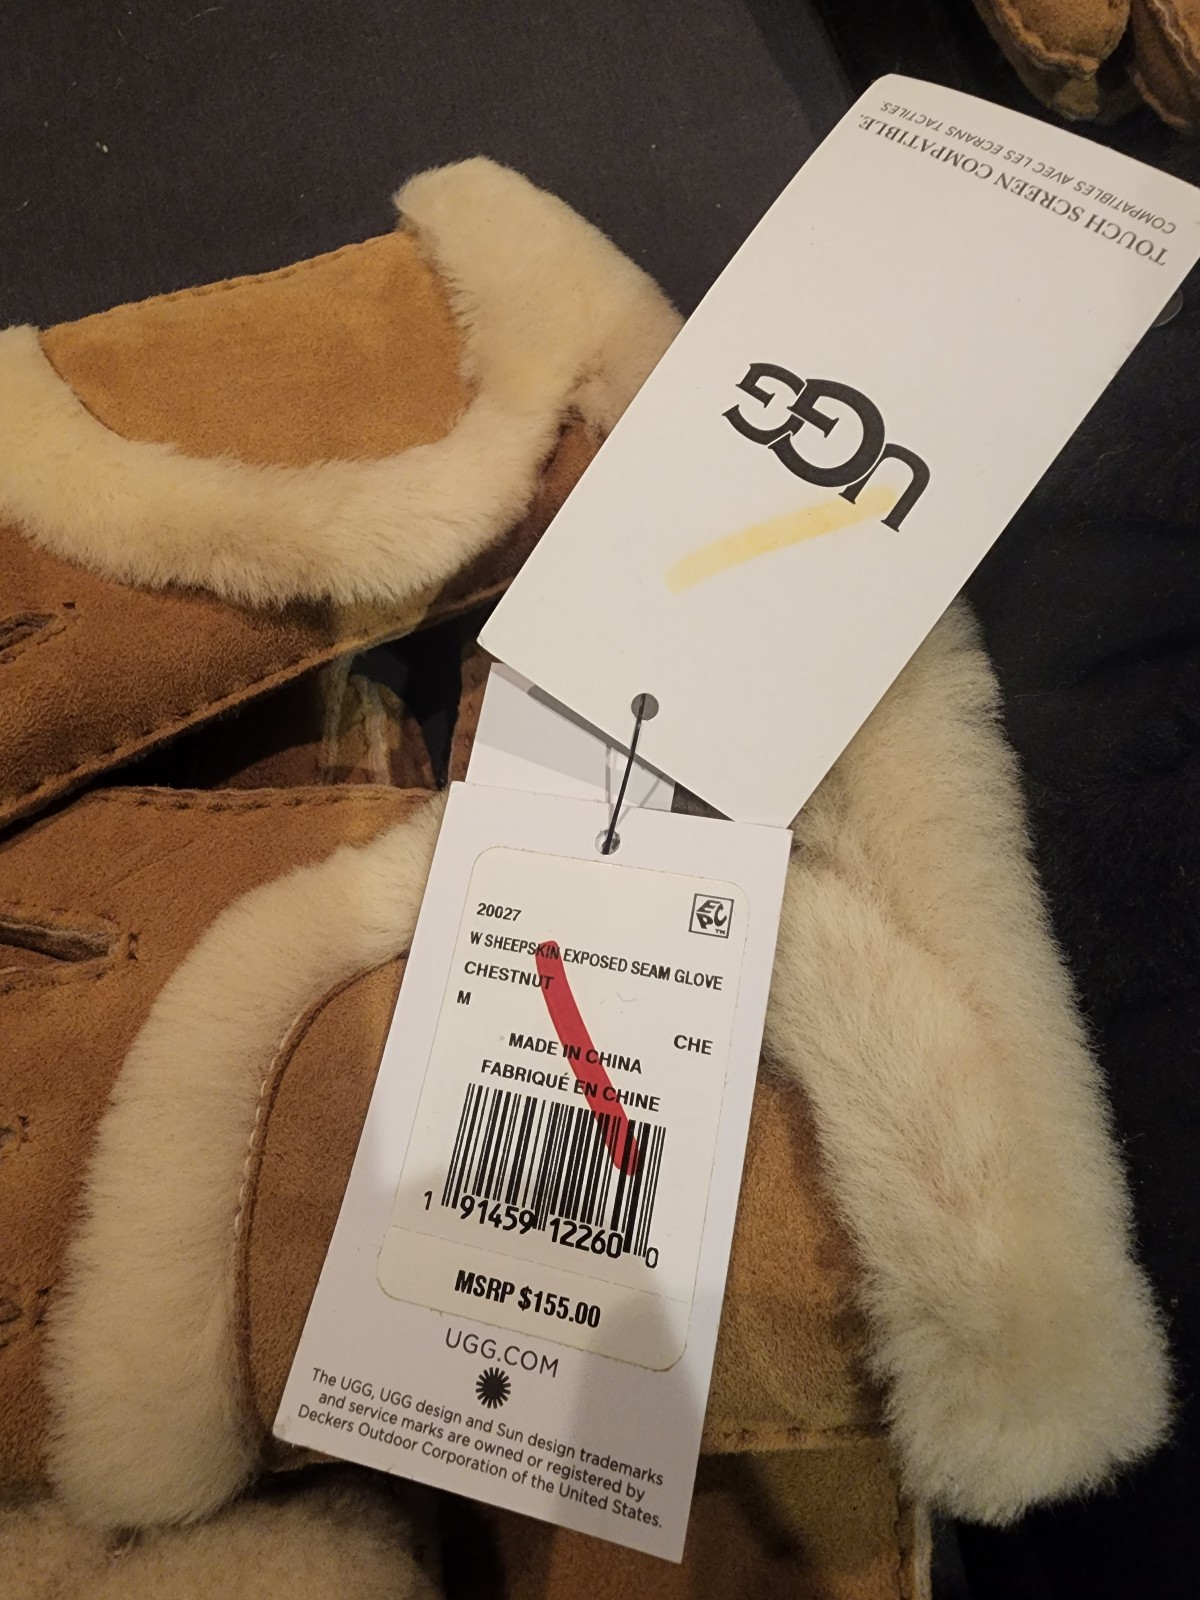 TOUCH SCREEN COMPATIBLE.
COMPATIBLES AVEC LES ECRANS TACTILES.
UGG
20027
EC
PC™
W SHEEPSKIN EXPOSED SEAM GLOVE
CHESTNUT
M
CHE
MADE IN CHINA
FABRIQUÉ EN CHINE
1 91459 12260 0
MSRP $155.00
UGG.COM
The UGG, UGG design and Sun design trademarks
and service marks are owned or registered by
Deckers Outdoor Corporation of the United States.